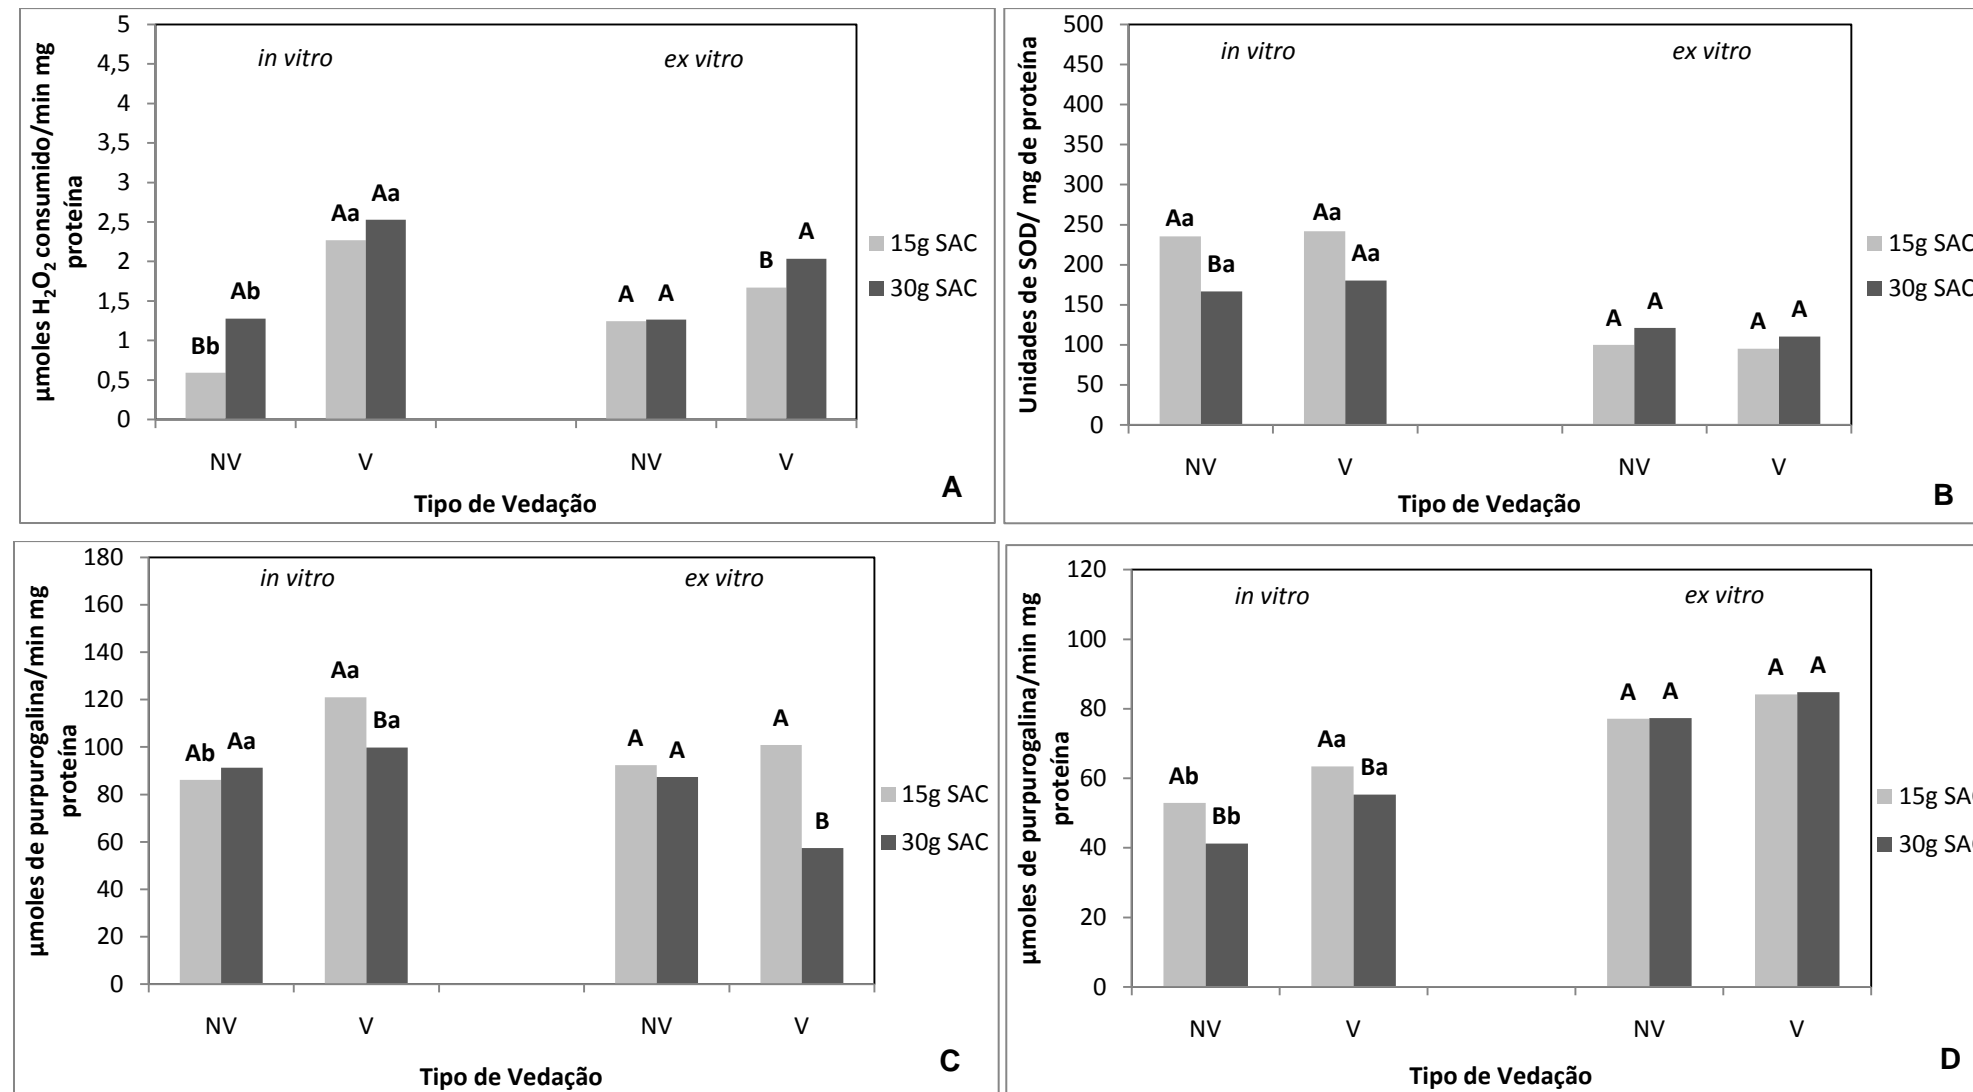 5
4,5
4
3,5
3
2,5
2
1,5
1
0,5
0
µmoles H2O2 consumido/min mg
proteína
in vitro
ex vitro
Bb
Ab
Aa
Aa
A
A
B
A
NV
V
NV
V
Tipo de Vedação
15g SAC
30g SAC
A
500
450
400
350
300
250
200
150
100
50
0
Unidades de SOD/ mg de proteína
in vitro
ex vitro
Aa
Ba
Aa
Aa
A
A
A
A
NV
V
NV
V
Tipo de Vedação
15g SAC
30g SAC
B
180
160
140
120
100
80
60
40
20
0
µmoles de purpurogalina/min mg
proteína
in vitro
ex vitro
Ab
Aa
Aa
Ba
A
A
A
B
NV
V
NV
V
Tipo de Vedação
15g SAC
30g SAC
C
120
100
80
60
40
20
0
µmoles de purpurogalina/min mg
proteína
in vitro
ex vitro
Ab
Bb
Aa
Ba
A
A
A
A
NV
V
NV
V
Tipo de Vedação
15g SAC
30g SAC
D